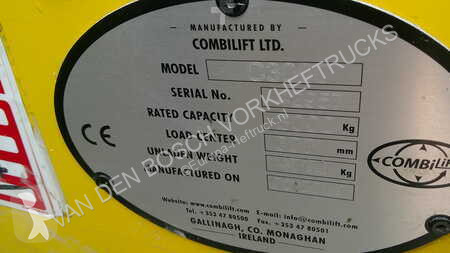 MANUFACTURED BY
COMBILIFT LTD.
MODEL
SERIAL No.
RATED CAPACITY Kg
LOAD CENTER mm
UNLADEN WEIGHT Kg
MANUFACTURED ON
CE
COMBiLiFT
Website: www.combilift.com
Tel. + 353 47 80500 E-mail: info@combilift.com
Fax: + 353 47 80501
GALLINAGH, CO. MONAGHAN
IRELAND
VAN DEN BOSCH VORKHEFTRUCKS